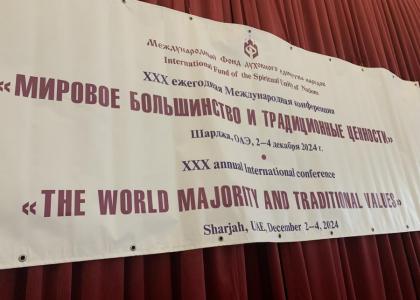 Международный Фонд духовного единства народов
International Fund of the Spiritual Unity of Nations
XXX ежегодная Международная конференция
«МИРОВОЕ БОЛЬШИНСТВО И ТРАДИЦИОННЫЕ ЦЕННОСТИ»
Шарджа, ОАЭ, 2–4 декабря 2024 г.
XXX annual International conference
«THE WORLD MAJORITY AND TRADITIONAL VALUES»
Sharjah, UAE, December 2–4, 2024